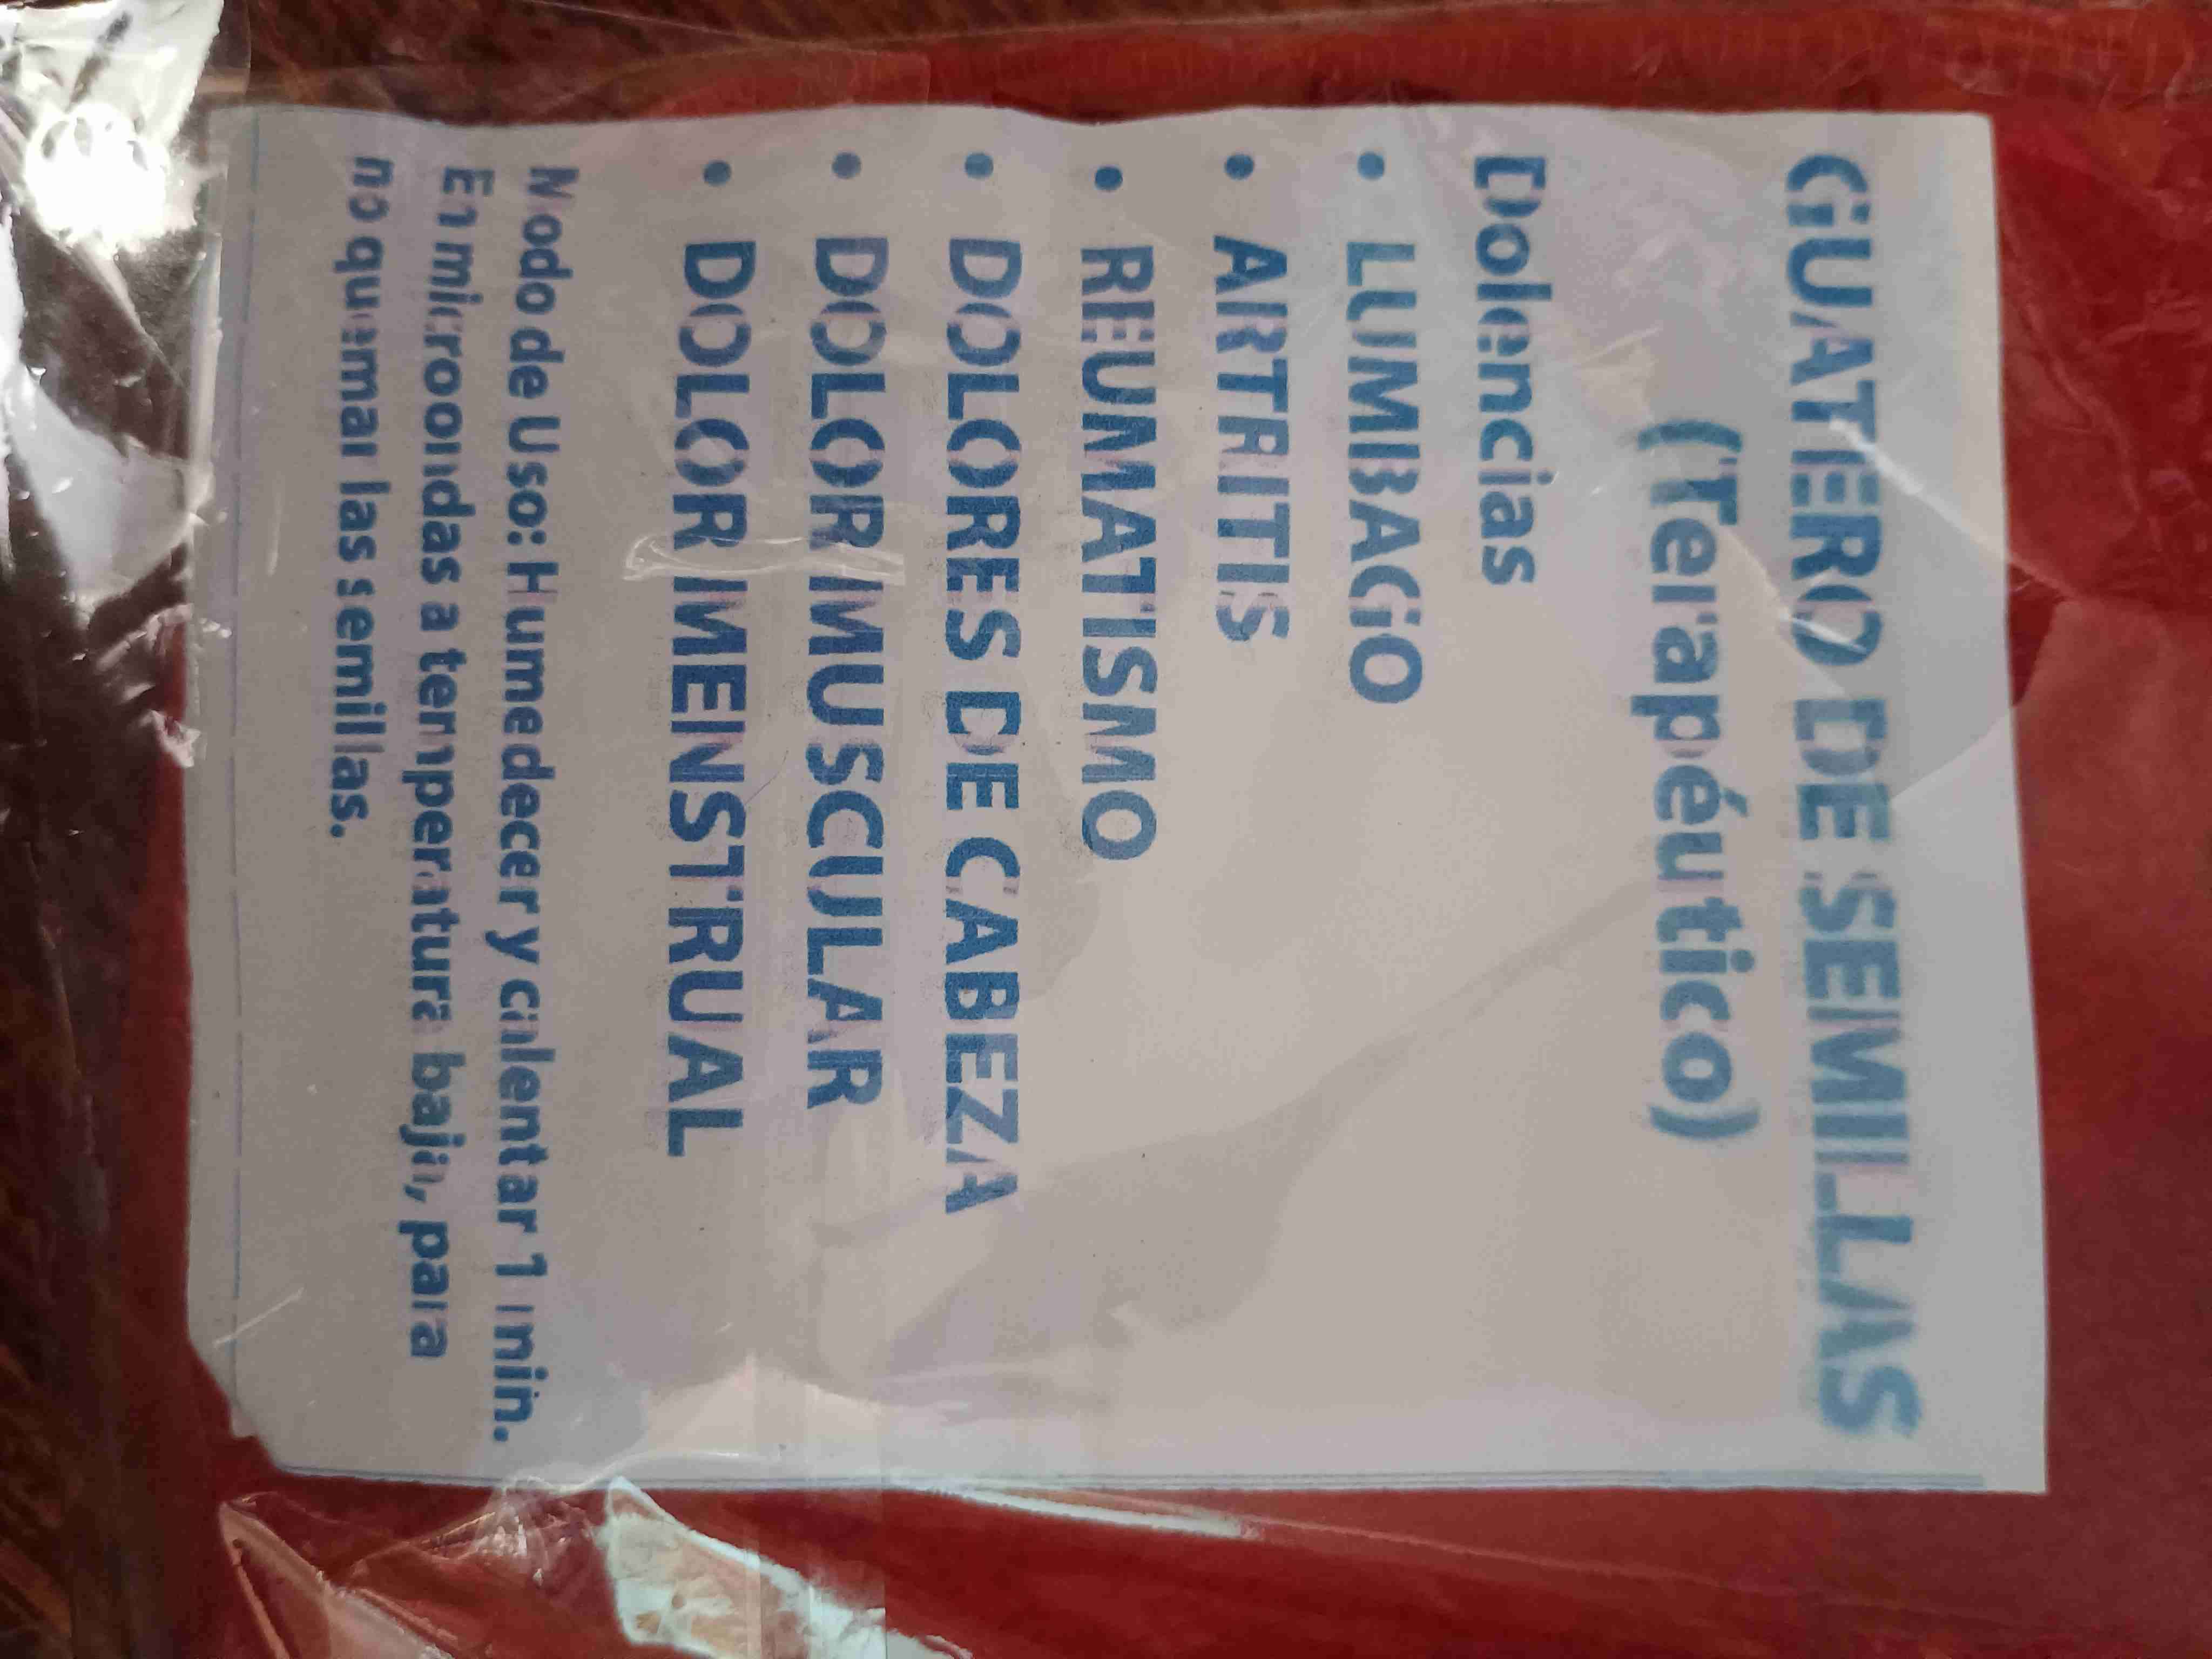 GUATERO DE SEMILLAS
(Terapéutico)
Dolencias
• LUMBAGO
• ARTRITIS
• REUMATISMO
• DOLORES DE CABEZA
• DOLOR MUSCULAR
• DOLOR MENSTRUAL
Modo de Uso: Humedecer y calentar 1 min.
En microondas a temperatura baja, para
no quemar las semillas.